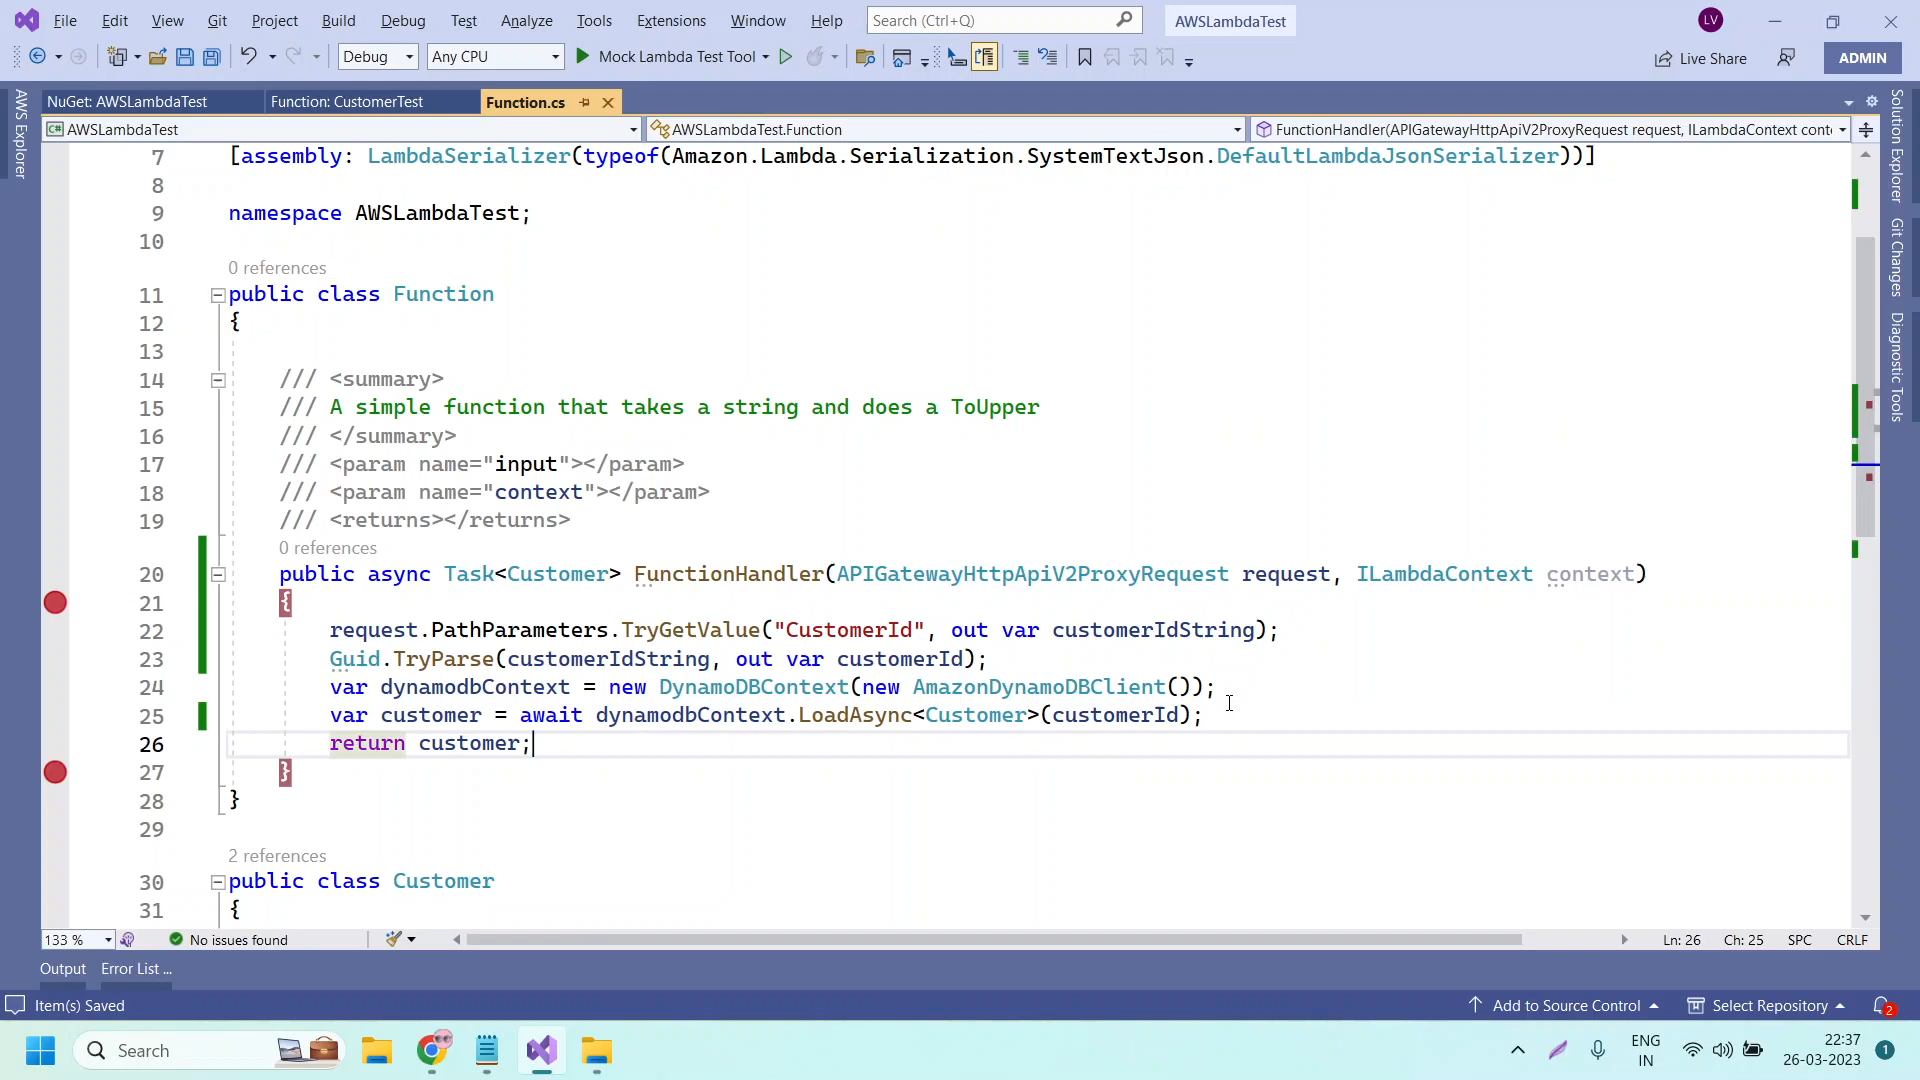 File Edit View Git Project Build Debug Test Analyze Tools Extensions Window Help Search (Ctrl+Q) AWSLambdaTest LV
Debug Any CPU Mock Lambda Test Tool Live Share ADMIN
NuGet: AWSLambdaTest Function: CustomerTest Function.cs
AWSLambdaTest AWSLambdaTest.Function FunctionHandler(APIGatewayHttpApiV2ProxyRequest request, ILambdaContext conte
AWS Explorer
Solution Explorer
Git Changes
Diagnostic Tools
7 [assembly: LambdaSerializer(typeof(Amazon.Lambda.Serialization.SystemTextJson.DefaultLambdaJsonSerializer))]
8
9 namespace AWSLambdaTest;
10
0 references
11 public class Function
12 {
13
14 /// <summary>
15 /// A simple function that takes a string and does a ToUpper
16 /// </summary>
17 /// <param name="input"></param>
18 /// <param name="context"></param>
19 /// <returns></returns>
0 references
20 public async Task<Customer> FunctionHandler(APIGatewayHttpApiV2ProxyRequest request, ILambdaContext context)
21 {
22 request.PathParameters.TryGetValue("CustomerId", out var customerIdString);
23 Guid.TryParse(customerIdString, out var customerId);
24 var dynamodbContext = new DynamoDBContext(new AmazonDynamoDBClient());
25 var customer = await dynamodbContext.LoadAsync<Customer>(customerId);
26 return customer;
27 }
28 }
29
2 references
30 public class Customer
31 {
133 % No issues found Ln: 26 Ch: 25 SPC CRLF
Output Error List ...
Item(s) Saved Add to Source Control Select Repository 2
Search ENG IN 22:37 26-03-2023 1